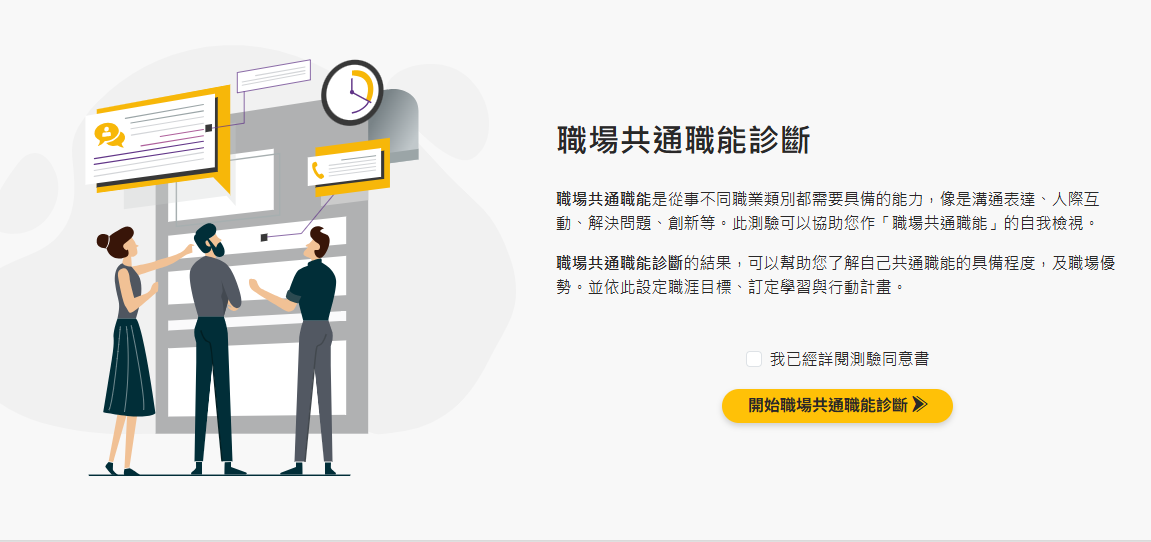 職場共通職能診斷
職場共通職能是從事不同職業類別都需要具備的能力，像是溝通表達、人際互
動、解決問題、創新等。此測驗可以協助您作「職場共通職能」的自我檢視。
職場共通職能診斷的結果，可以幫助您了解自己共通職能的具備程度，及職場優
勢。並依此設定職涯目標、訂定學習與行動計畫。
我已經詳閱測驗同意書
開始職場共通職能診斷